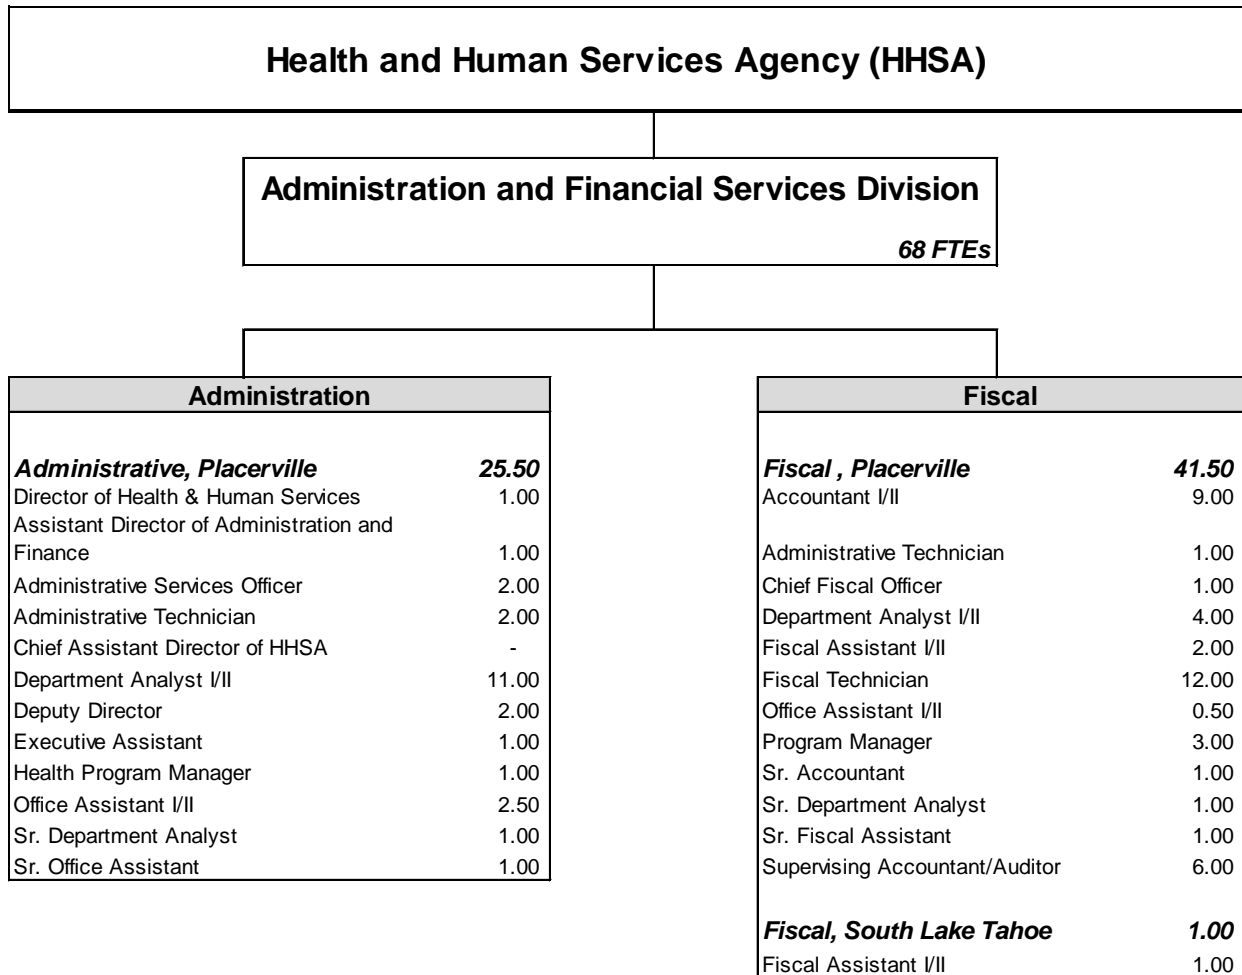 Health and Human Services Agency (HHSA)
Administration and Financial Services Division
68 FTEs
Administration
Administrative, Placerville 25.50
Director of Health & Human Services 1.00
Assistant Director of Administration and
Finance 1.00
Administrative Services Officer 2.00
Administrative Technician 2.00
Chief Assistant Director of HHSA -
Department Analyst I/II 11.00
Deputy Director 2.00
Executive Assistant 1.00
Health Program Manager 1.00
Office Assistant I/II 2.50
Sr. Department Analyst 1.00
Sr. Office Assistant 1.00
Fiscal
Fiscal , Placerville 41.50
Accountant I/II 9.00
Administrative Technician 1.00
Chief Fiscal Officer 1.00
Department Analyst I/II 4.00
Fiscal Assistant I/II 2.00
Fiscal Technician 12.00
Office Assistant I/II 0.50
Program Manager 3.00
Sr. Accountant 1.00
Sr. Department Analyst 1.00
Sr. Fiscal Assistant 1.00
Supervising Accountant/Auditor 6.00
Fiscal, South Lake Tahoe 1.00
Fiscal Assistant I/II 1.00